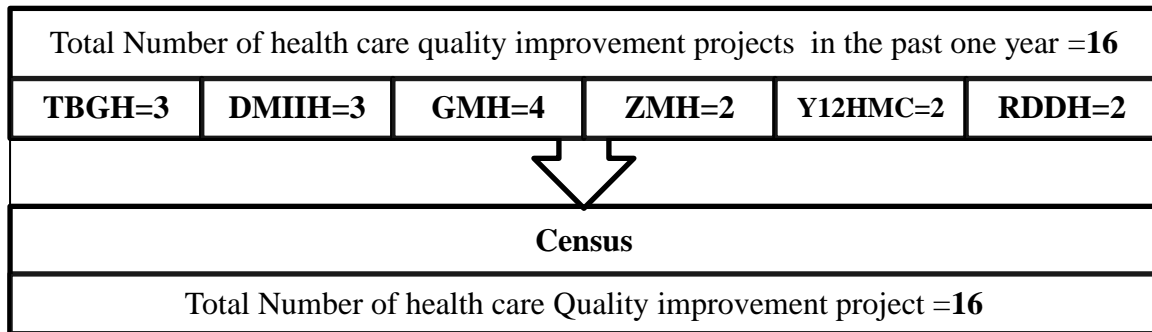 Total Number of health care quality improvement projects in the past one year =16
TBGH=3 DMIIH=3 GMH=4 ZMH=2 Y12HMC=2 RDDH=2
Census
Total Number of health care Quality improvement project =16